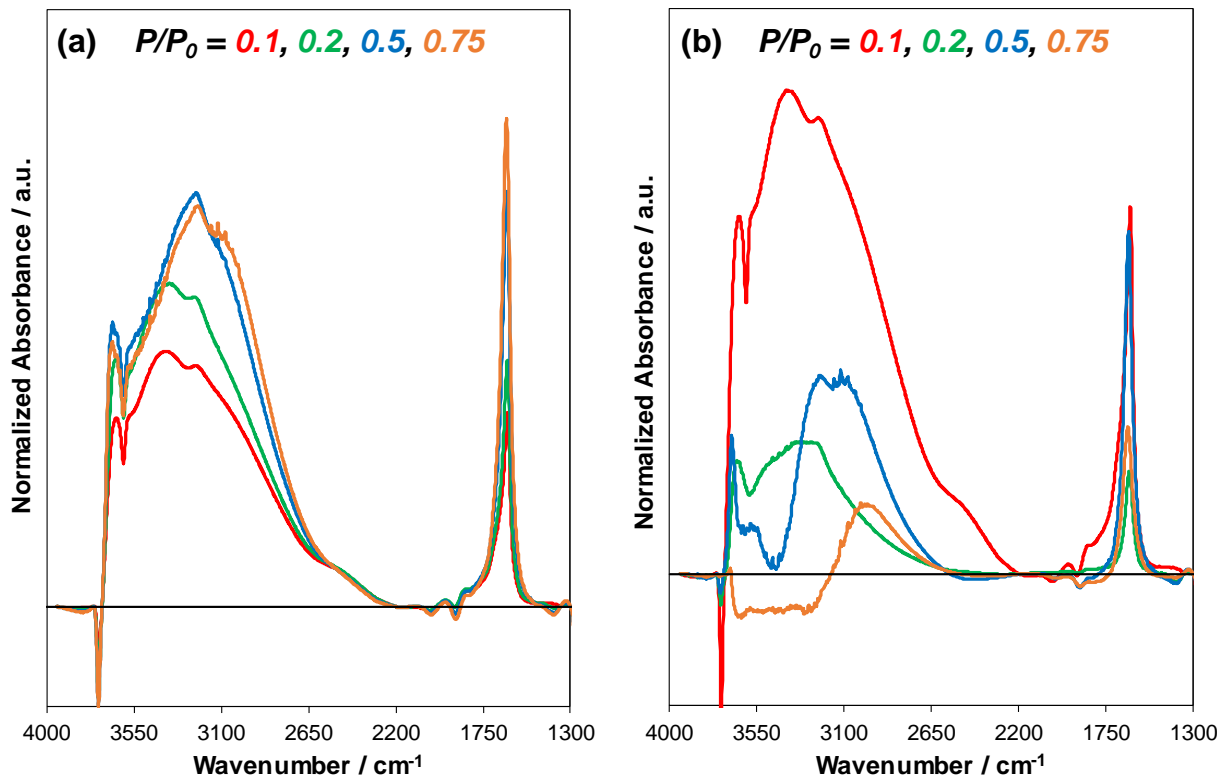 (a) P/P0 = 0.1, 0.2, 0.5, 0.75
Normalized Absorbance / a.u.
4000 3550 3100 2650 2200 1750 1300
Wavenumber / cm-1
(b) P/P0 = 0.1, 0.2, 0.5, 0.75
Normalized Absorbance / a.u.
4000 3550 3100 2650 2200 1750 1300
Wavenumber / cm-1